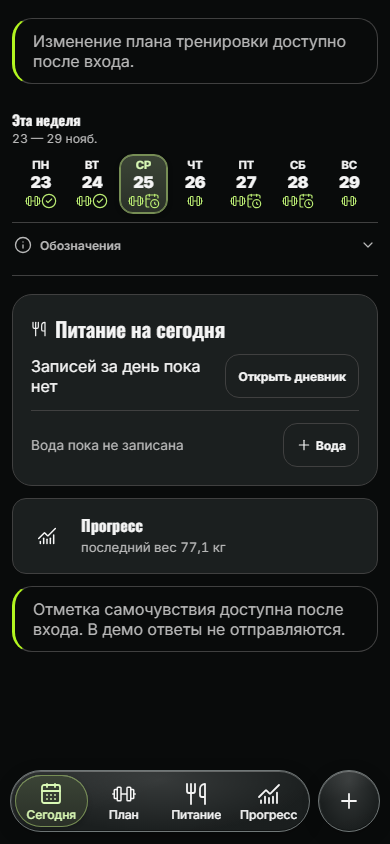 Изменение плана тренировки доступно
после входа.
Эта неделя
23 — 29 нояб.
ПН ВТ СР ЧТ ПТ СБ ВС
23 24 25 26 27 28 29
Обозначения
Питание на сегодня
Записей за день пока
нет
Открыть дневник
Вода пока не записана
+ Вода
Прогресс
последний вес 77,1 кг
Отметка самочувствия доступна после
входа. В демо ответы не отправляются.
Сегодня План Питание Прогресс